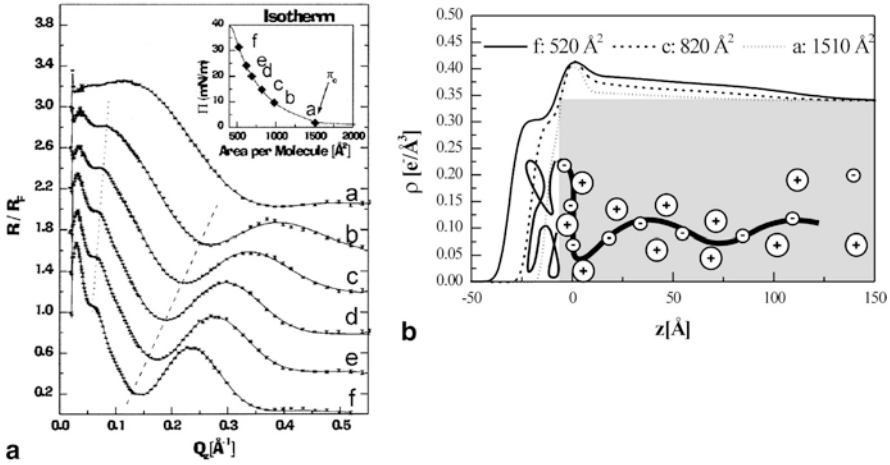 Isotherm
Π (mN/m)
40
30
20
10
0
f
e
d
c
b
a
π_c
500 1000 1500 2000
Area per Molecule [Å²]
R / R_F
3.6
3.2
2.8
2.4
2.0
1.6
1.2
0.8
0.4
1.2
a
b
c
d
e
f
0.0 0.1 0.2 0.3 0.4 0.5
Q_z[Å⁻¹]
a
f: 520 Å² c: 820 Å² a: 1510 Å²
ρ [e⁻/Å³]
0.45
0.40
0.35
0.30
0.25
0.20
0.15
0.10
0.05
0.00
-50 0 50 100 150
z[Å]
b